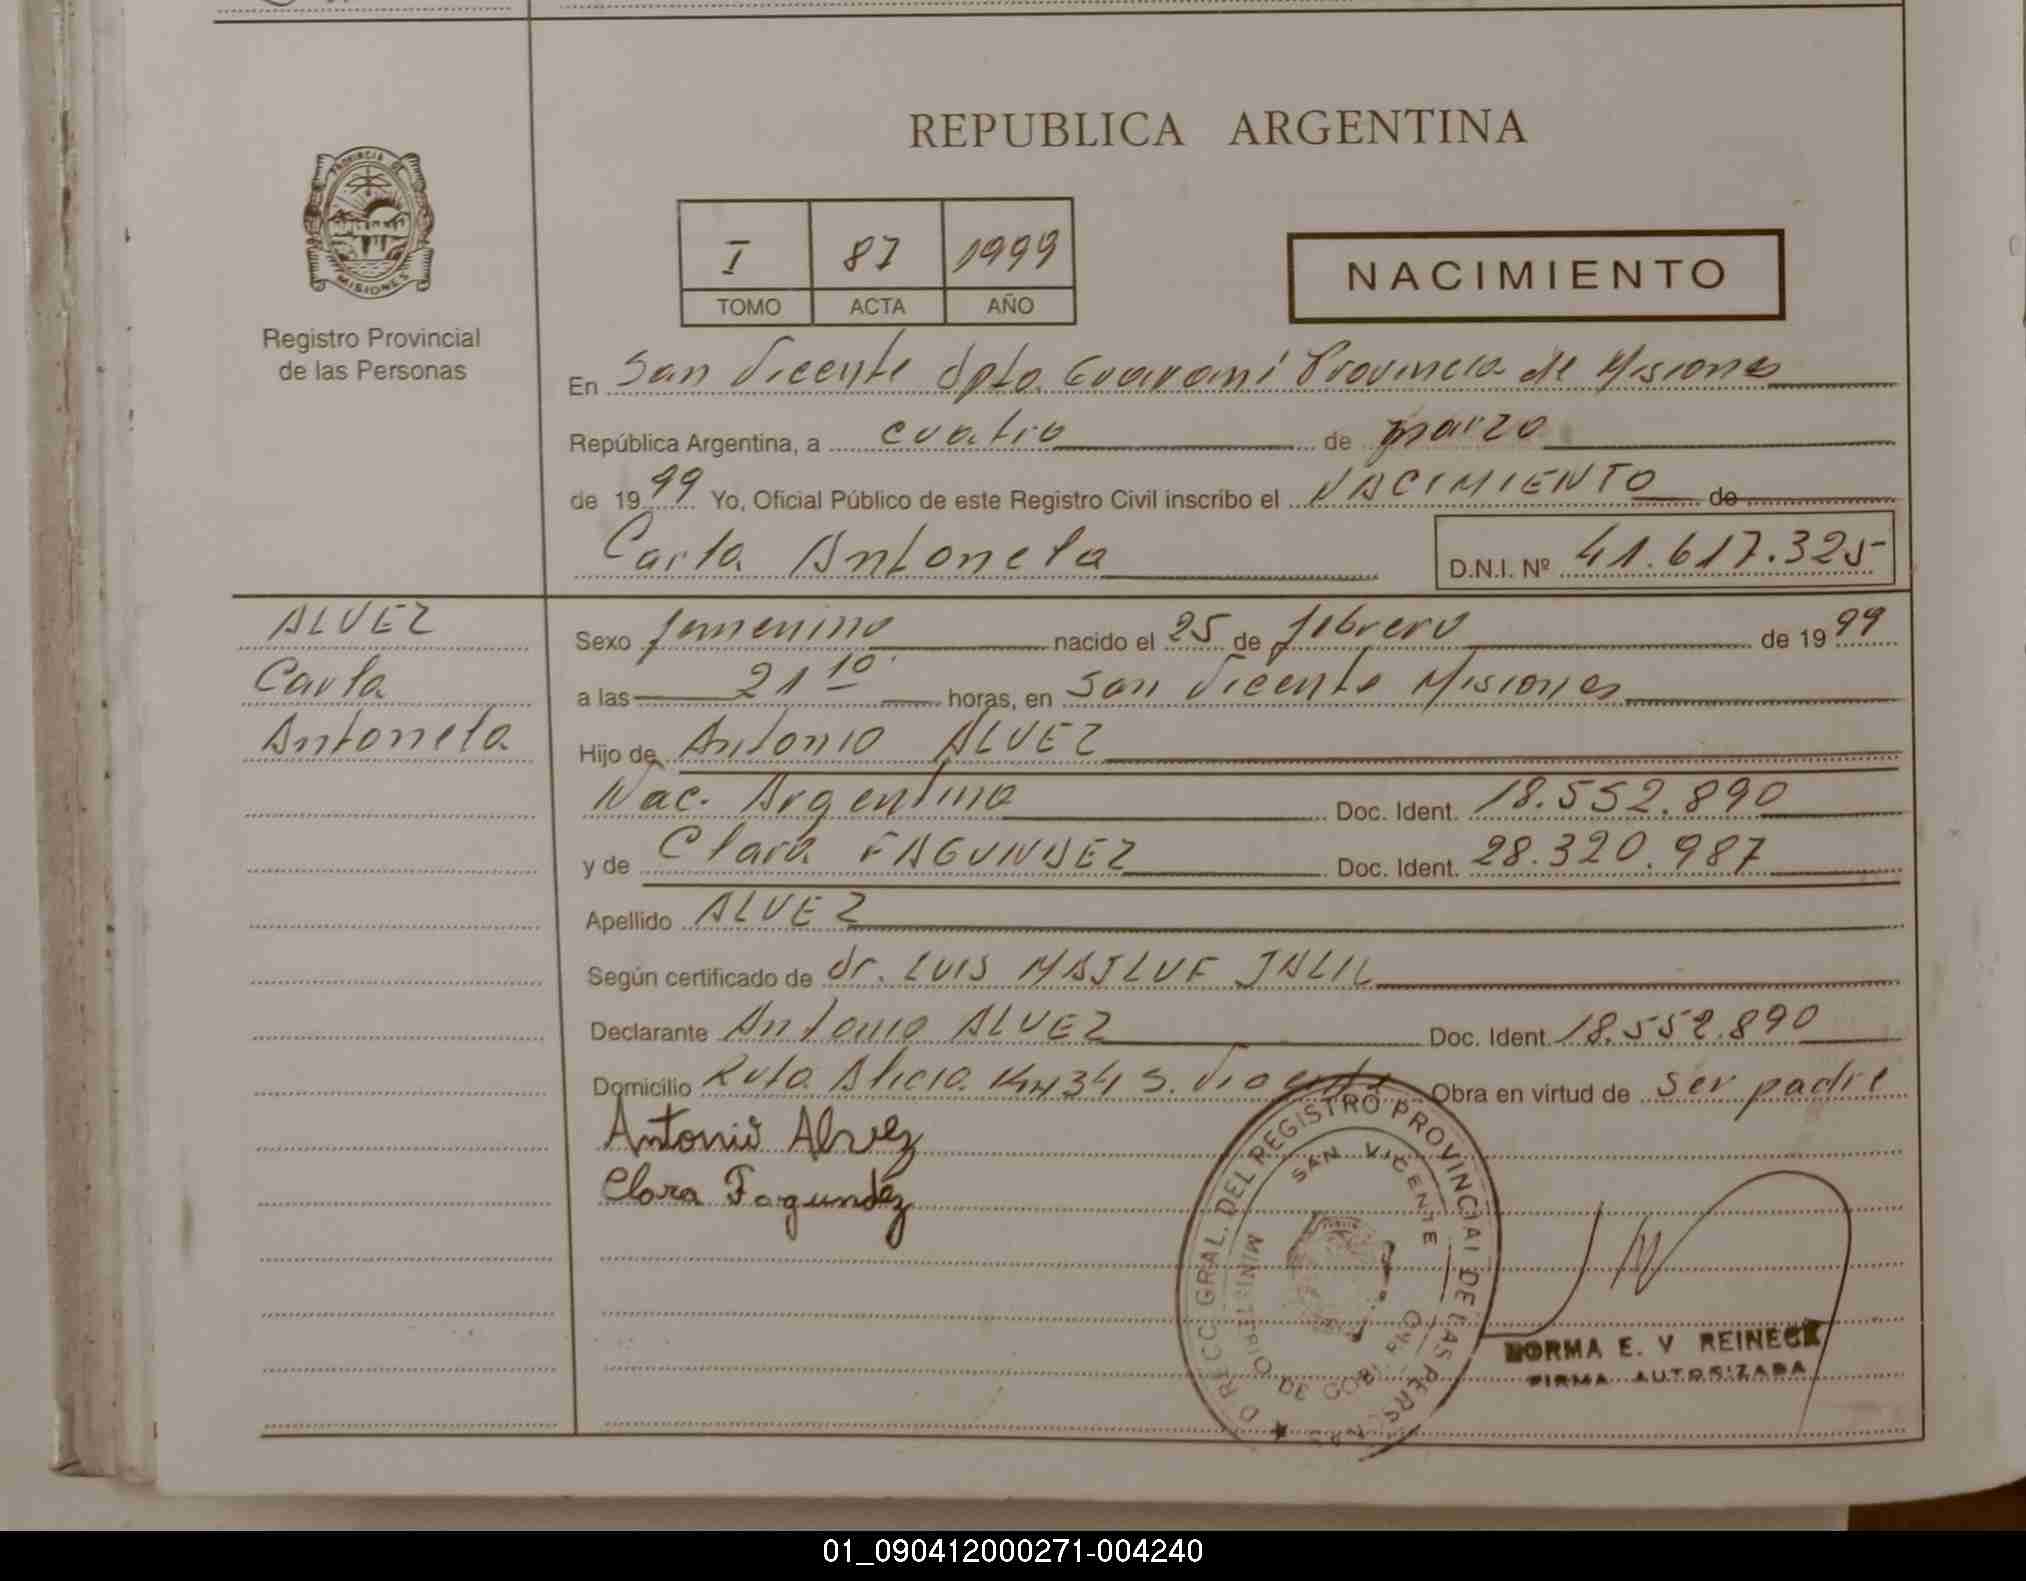 REPUBLICA ARGENTINA
PROVINCIA DE
MISIONES
Registro Provincial
de las Personas
I 87 1999
TOMO ACTA AÑO
NACIMIENTO
En San Vicente dpto. Guaraní Provincia de Misiones
República Argentina, a cuatro de marzo
de 1999 Yo, Oficial Público de este Registro Civil inscribo el NACIMIENTO de
Carla Antonela D.N.I. Nº 41.617.325
ALVEZ
Carla
Antonela
Sexo femenino nacido el 25 de febrero de 1999
a las 21 10 horas, en San Vicente Misiones
Hijo de Antonio ALVEZ
Nac. Argentina Doc. Ident. 18.552.890
y de Clara FAGUNDEZ Doc. Ident. 28.320.987
Apellido ALVEZ
Según certificado de dr. LUIS MAJLUF JALIL
Declarante Antonio ALVEZ Doc. Ident. 18.552.890
Domicilio Ruta Alicia Km 34 S. Vicente Obra en virtud de ser padre
Antonio Alvez
Clara Fagundez
DIRECC. GRAL. DEL REGISTRO PROVINCIAL DE LAS PERSONAS
SAN VICENTE
MINISTERIO DE GOBIERNO
NORMA E. V REINECK
FIRMA AUTORIZADA
01_090412000271-004240